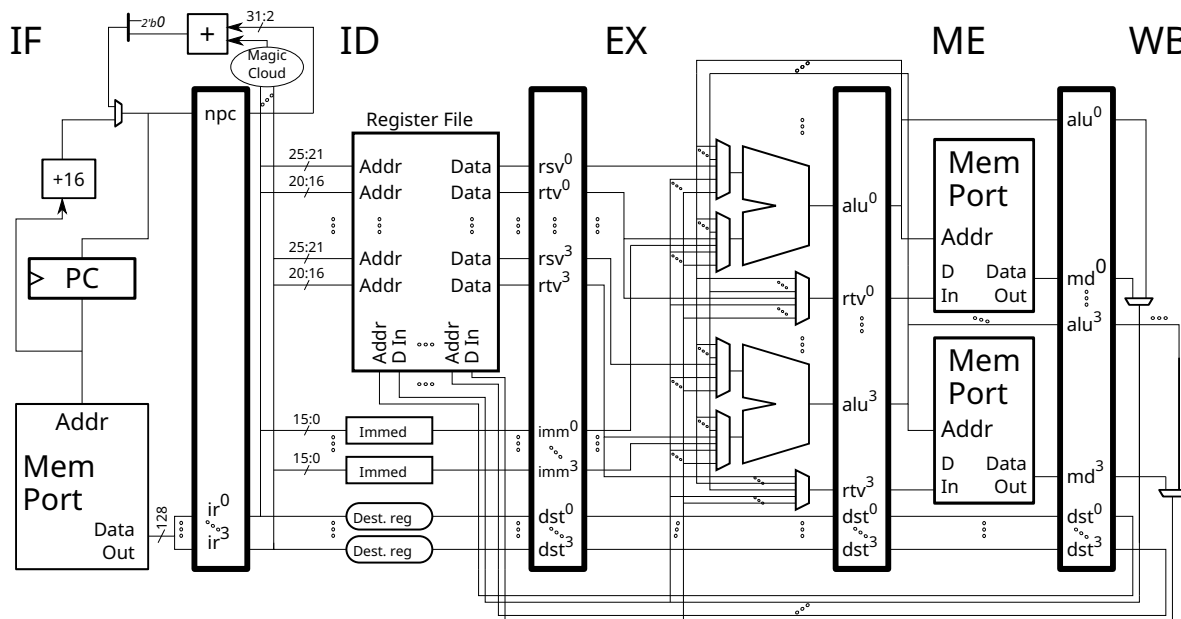 IF
ID
EX
ME
WB
2'b0
+
31:2
Magic
Cloud
npc
+16
PC
Addr
Mem
Port
Data
Out
128
ir0
ir3
Register File
25:21
Addr
Data
20:16
Addr
Data
25:21
Addr
Data
20:16
Addr
Data
Addr
D In
Addr
D In
15:0
Immed
15:0
Immed
Dest. reg
Dest. reg
rsv0
rtv0
rsv3
rtv3
imm0
imm3
dst0
dst3
alu0
rtv0
alu3
rtv3
dst0
dst3
Mem
Port
Addr
D
In
Data
Out
Mem
Port
Addr
D
In
Data
Out
alu0
md0
alu3
md3
dst0
dst3